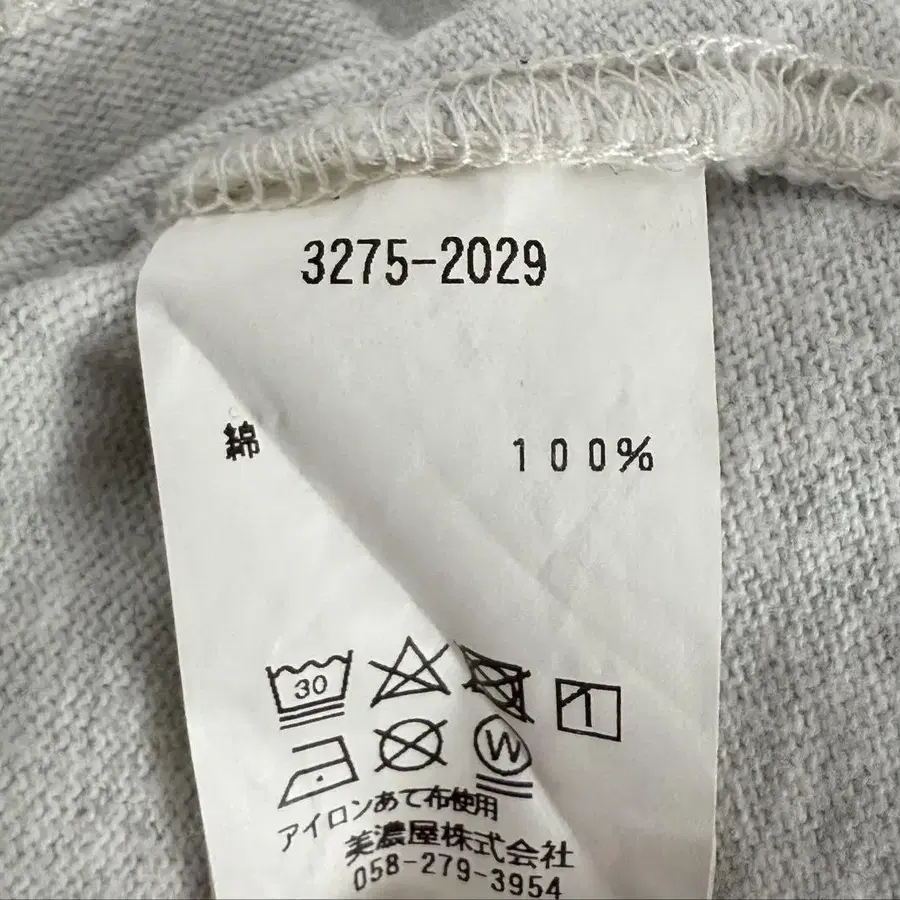 3275-2029
綿 100%
30
W
アイロンあて布使用
美濃屋株式会社
058-279-3954